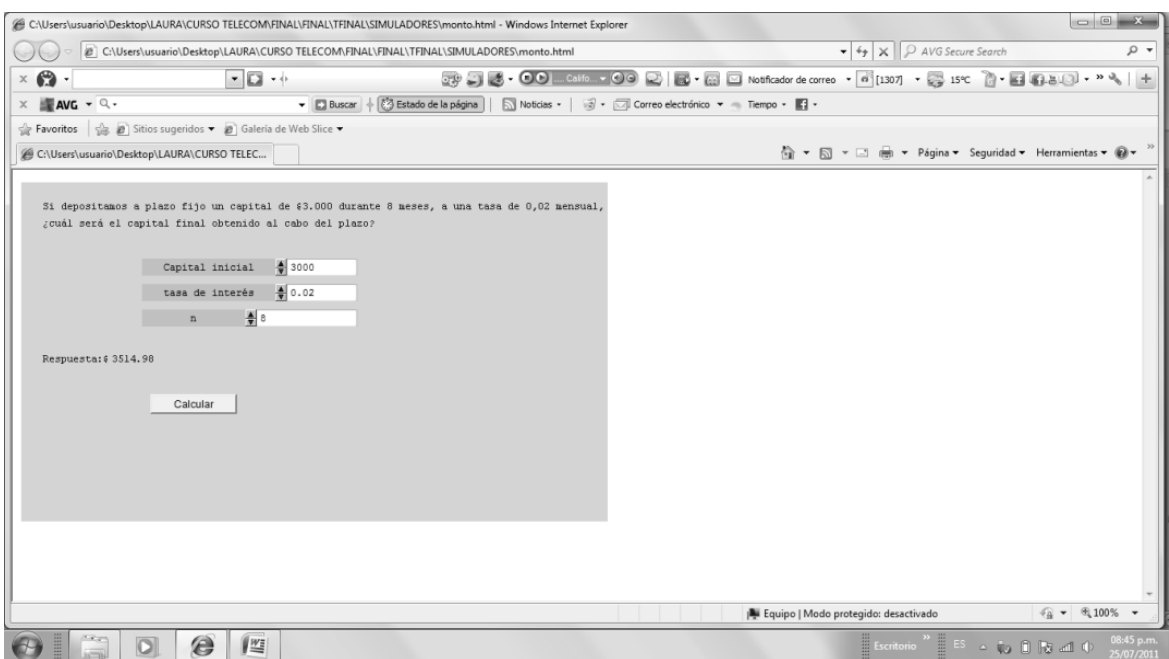 C:\Users\usuario\Desktop\LAURA\CURSO TELECOM\FINAL\FINAL\TFINAL\SIMULADORES\monto.html - Windows Internet Explorer
C:\Users\usuario\Desktop\LAURA\CURSO TELECOM\FINAL\FINAL\TFINAL\SIMULADORES\monto.html AVG Secure Search
... Califo... Notificador de correo [1307] 15°C
AVG Buscar Estado de la página Noticias Correo electrónico Tiempo
Favoritos Sitios sugeridos Galería de Web Slice
C:\Users\usuario\Desktop\LAURA\CURSO TELEC... Página Seguridad Herramientas
Si depositamos a plazo fijo un capital de $3.000 durante 8 meses, a una tasa de 0,02 mensual,
¿cuál será el capital final obtenido al cabo del plazo?
Capital inicial 3000
tasa de interés 0.02
n 8
Respuesta:$ 3514.98
Calcular
Equipo | Modo protegido: desactivado 100%
Escritorio ES 08:45 p.m.
25/07/2011